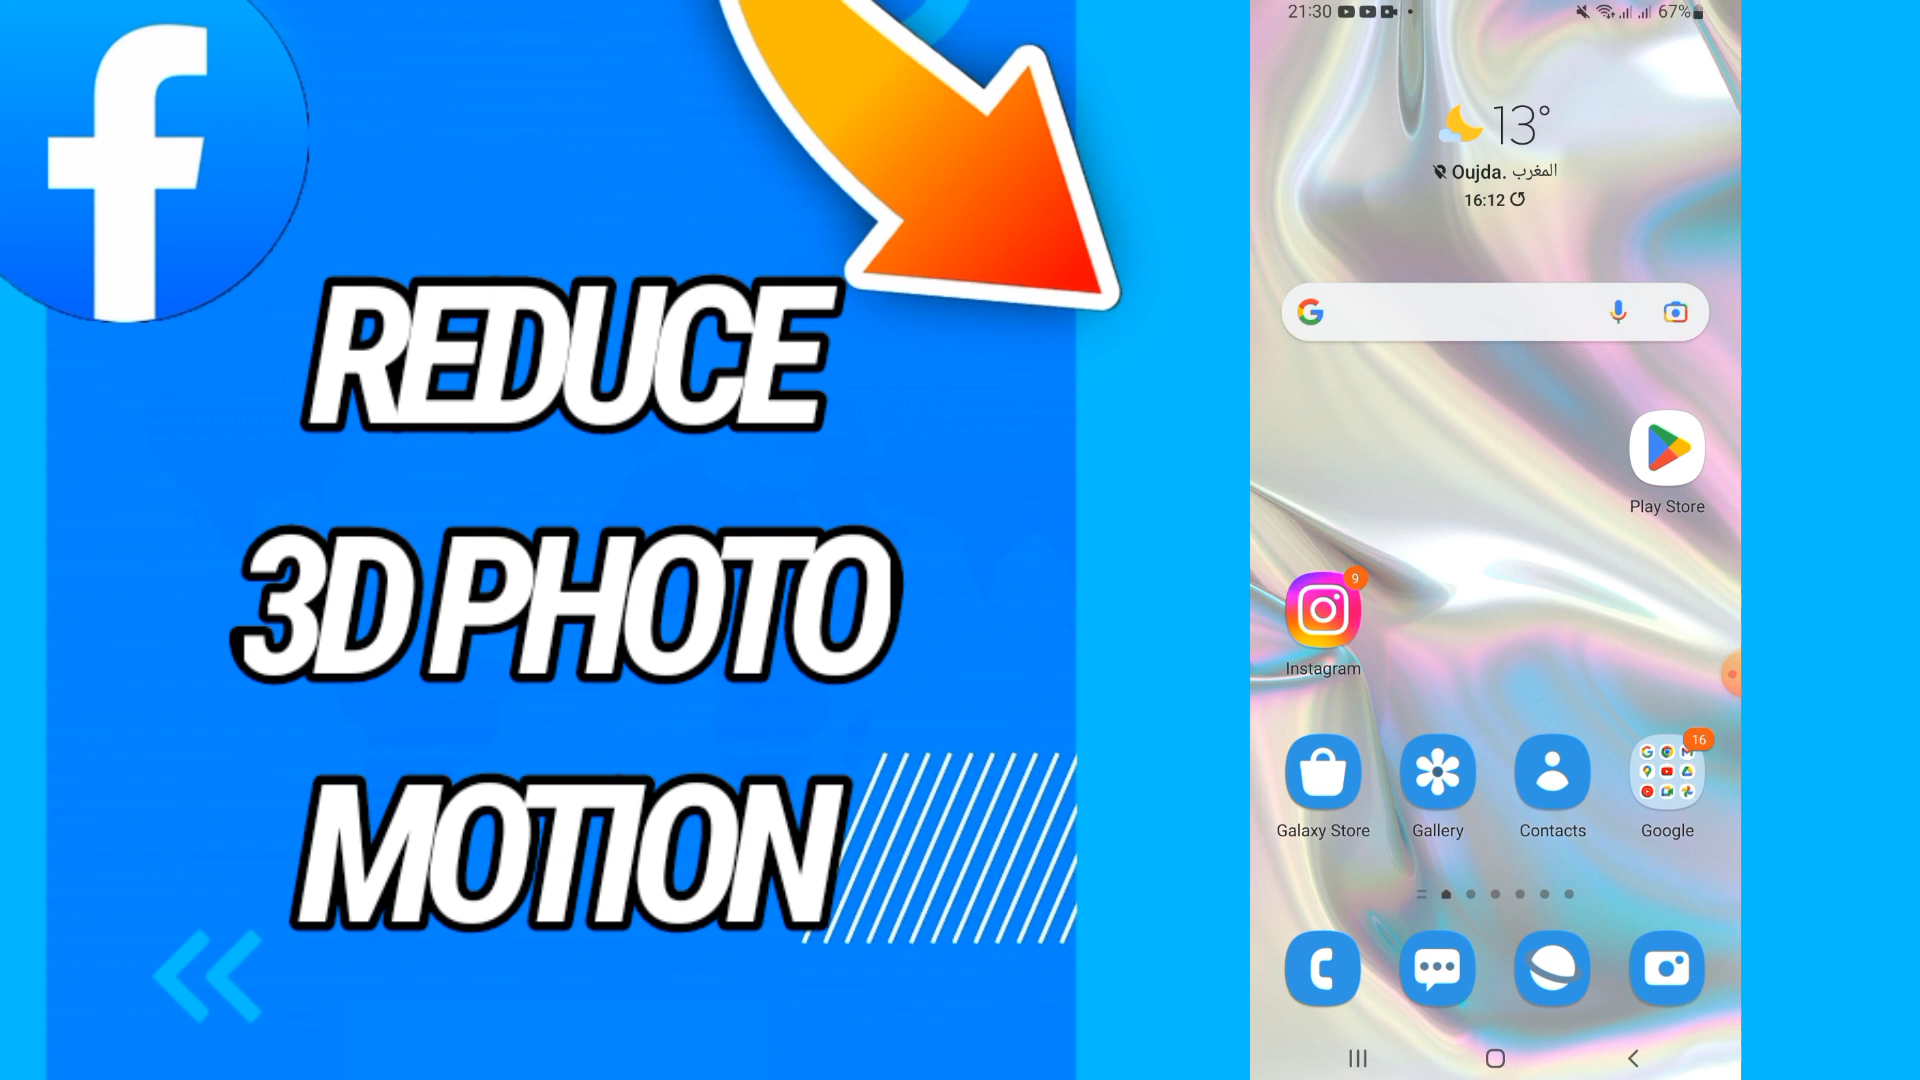 REDUCE
3D PHOTO
MOTION
21:30
67%
13°
Oujda. المغرب
16:12
Play Store
9
Instagram
16
Galaxy Store
Gallery
Contacts
Google